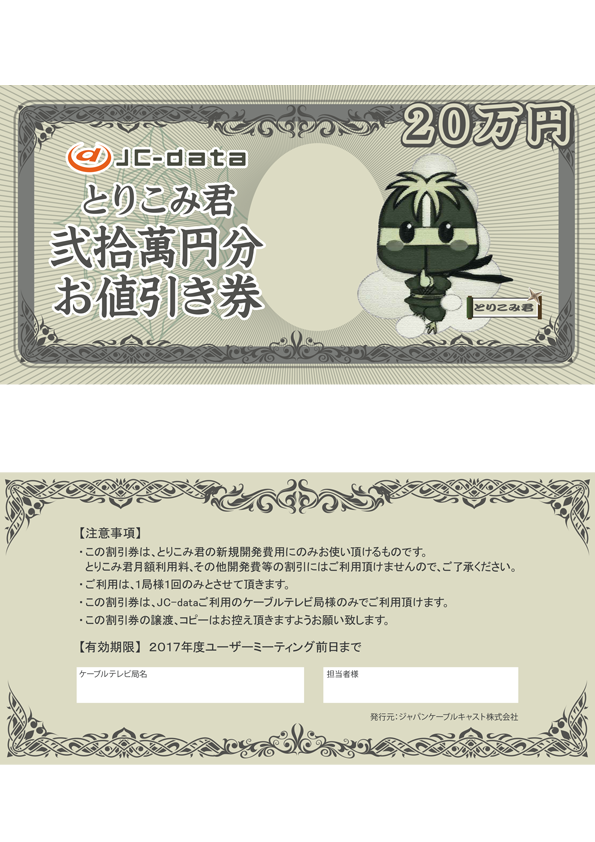 20万円
JC-data
とりこみ君
弐拾萬円分
お値引き券
とりこみ君
【注意事項】
・この割引券は、とりこみ君の新規開発費用にのみお使い頂けるものです。
とりこみ君月額利用料、その他開発費等の割引にはご利用頂けませんので、ご了承ください。
・ご利用は、1局様1回のみとさせて頂きます。
・この割引券は、JC-dataご利用のケーブルテレビ局様のみでご利用頂けます。
・この割引券の譲渡、コピーはお控え頂きますようお願い致します。
【有効期限】 2017年度ユーザーミーティング前日まで
ケーブルテレビ局名
担当者様
発行元：ジャパンケーブルキャスト株式会社